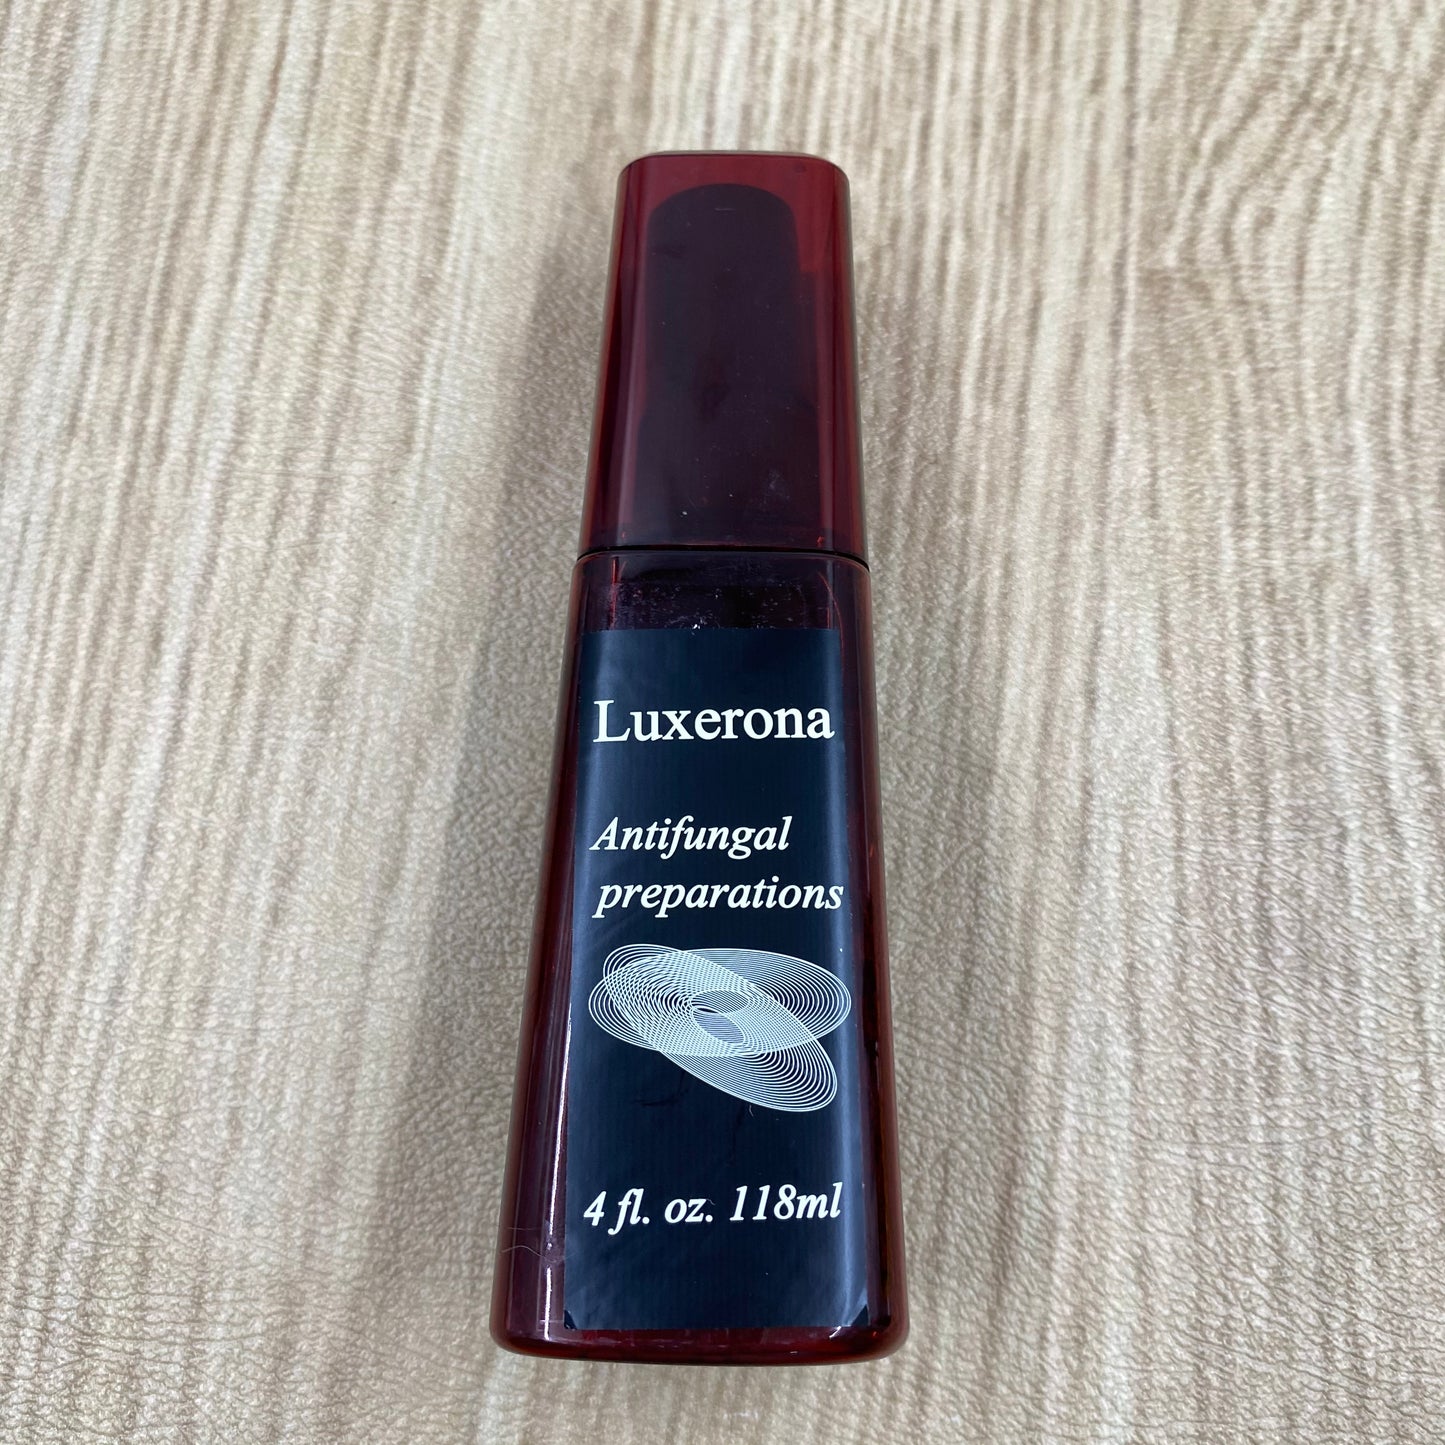 Luxerona
Antifungal
preparations
4 fl. oz. 118ml